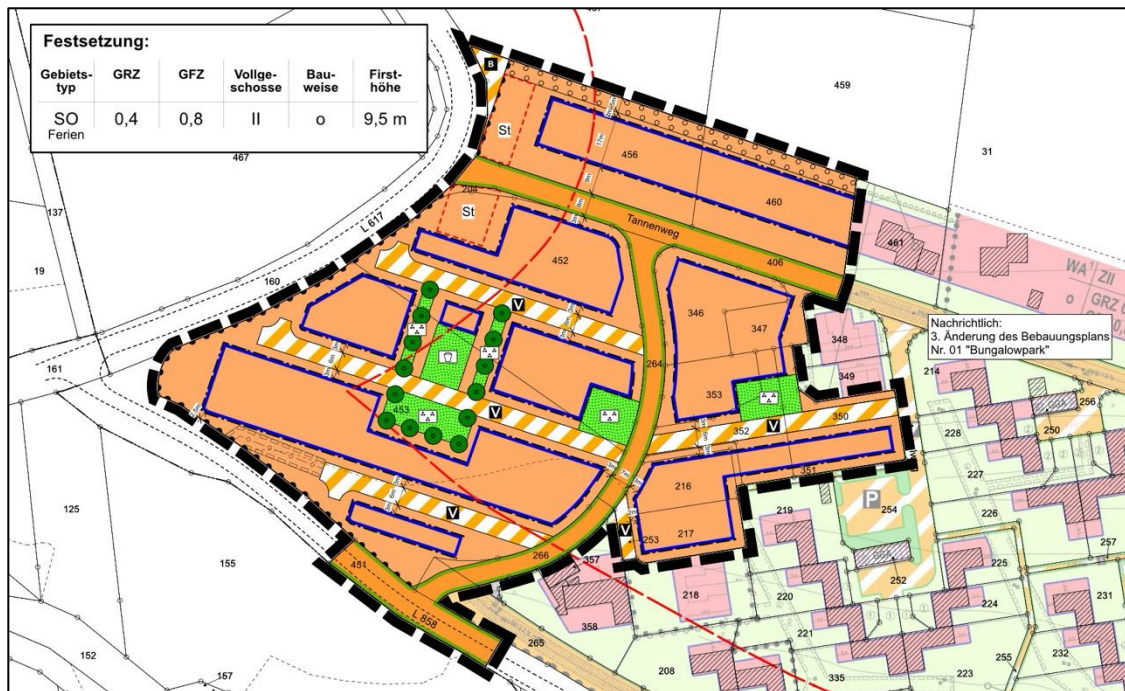 Festsetzung:
Gebiets-typ GRZ GFZ Vollge-schosse Bau-weise First-höhe
SO Ferien 0,4 0,8 II o 9,5 m
467
459
31
B
St
456
17m
9m
460
204
St
Tannenweg
406
461
WA ZII
o GRZ
137
19
L 617
160
452
V
346
347
264
348
349
Nachrichtlich:
3. Änderung des Bebauungsplans
Nr. 01 "Bungalowpark"
161
214
256
250
353
453
V
350
352
V
228
351
227
216
219
P
254
226
125
217
V
V
253
257
155
266
357
225
451
218
220
252
231
L 858
358
224
221
265
232
152
208
255
157
335
223